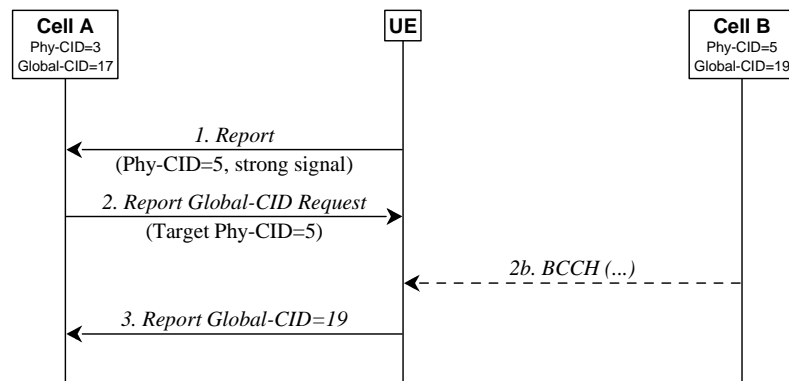 Cell A
Phy-CID=3
Global-CID=17
UE
Cell B
Phy-CID=5
Global-CID=19
1. Report
(Phy-CID=5, strong signal)
2. Report Global-CID Request
(Target Phy-CID=5)
2b. BCCH (...)
3. Report Global-CID=19